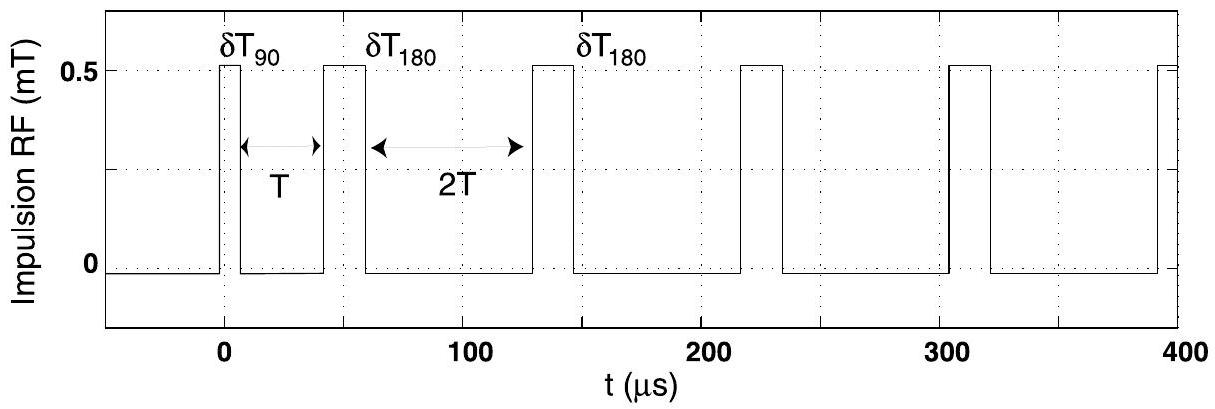 δT90 δT180 δT180
0.5
Impulsion RF (mT)
T 2T
0
0 100 200 300 400
t (μs)